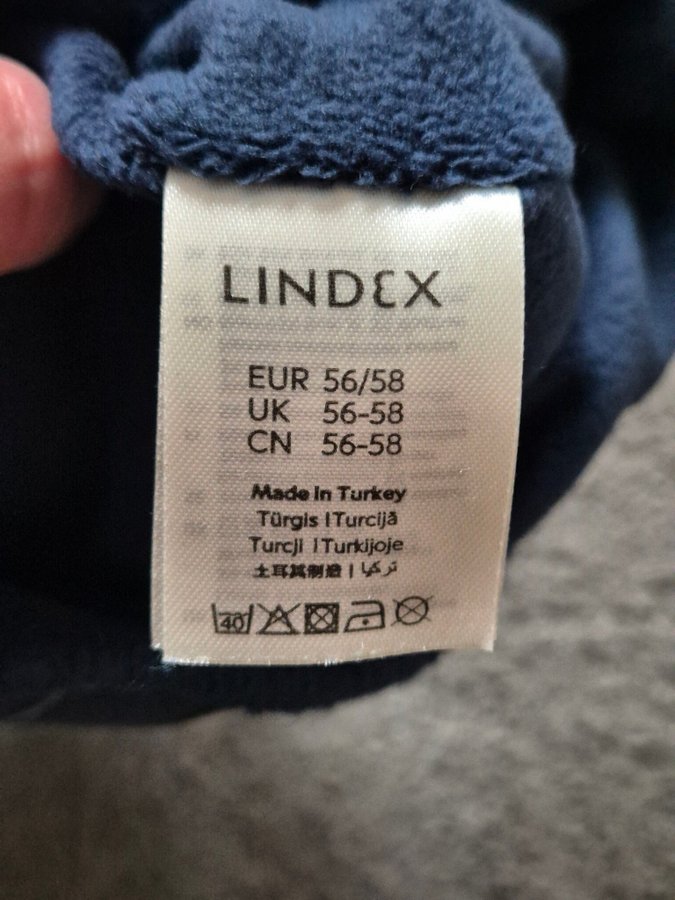 LINDEX
EUR 56/58
UK 56-58
CN 56-58
Made in Turkey
Türgis | Turcijā
Turcji | Turkijoje
土耳其制造 | تركيا
40